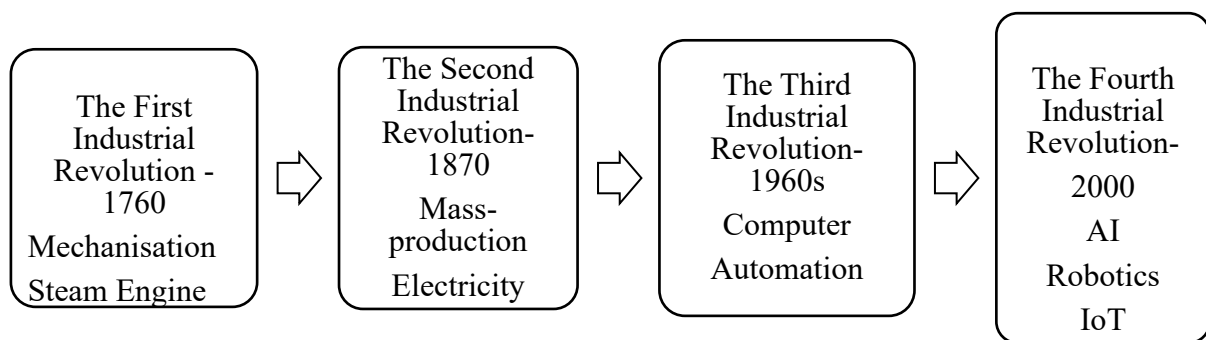 The First
Industrial
Revolution -
1760
Mechanisation
Steam Engine
The Second
Industrial
Revolution-
1870
Mass-
production
Electricity
The Third
Industrial
Revolution-
1960s
Computer
Automation
The Fourth
Industrial
Revolution-
2000
AI
Robotics
IoT